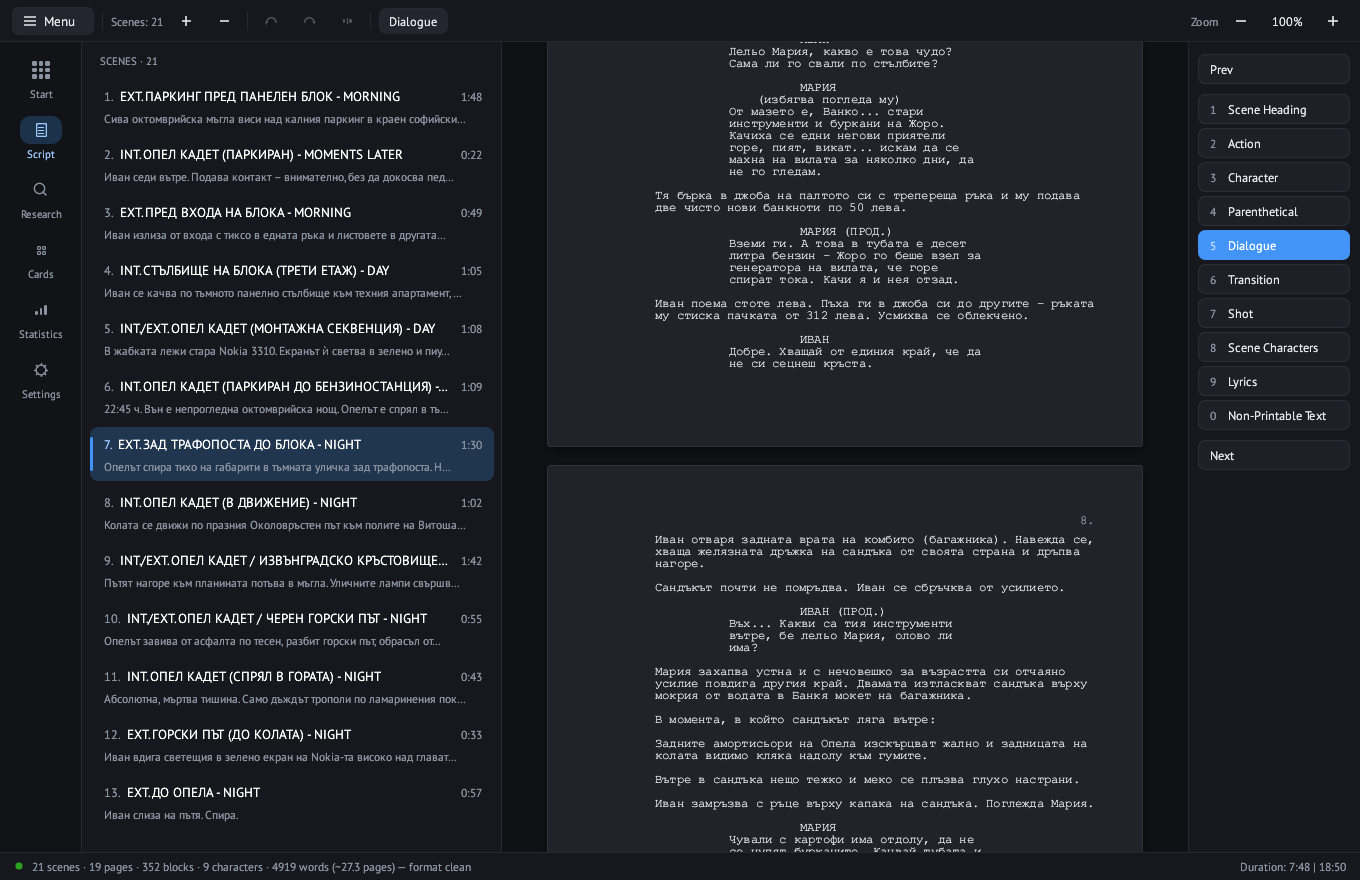 Menu
Scenes: 21
Dialogue
Zoom
100%
Start
Script
Research
Cards
Statistics
Settings
SCENES · 21
1. EXT.ПАРКИНГ ПРЕД ПАНЕЛЕН БЛОК - MORNING 1:48
Сива октомврийска мъгла виси над калния паркинг в краен софийски…
2. INT.ОПЕЛ КАДЕТ (ПАРКИРАН) - MOMENTS LATER 0:22
Иван седи вътре. Подава контакт – внимателно, без да докосва пед…
3. EXT.ПРЕД ВХОДА НА БЛОКА - MORNING 0:49
Иван излиза от входа с тиксо в едната ръка и листовете в другата…
4. INT.СТЪЛБИЩЕ НА БЛОКА (ТРЕТИ ЕТАЖ) - DAY 1:05
Иван се качва по тъмното панелно стълбище към техния апартамент, …
5. INT./EXT.ОПЕЛ КАДЕТ (МОНТАЖНА СЕКВЕНЦИЯ) - DAY 1:08
В жабката лежи стара Nokia 3310. Екранът ѝ светва в зелено и пиу…
6. INT.ОПЕЛ КАДЕТ (ПАРКИРАН ДО БЕНЗИНОСТАНЦИЯ) -… 1:09
22:45 ч. Вън е непрогледна октомврийска нощ. Опелът е спрял в тъ…
7. EXT.ЗАД ТРАФОПОСТА ДО БЛОКА - NIGHT 1:30
Опелът спира тихо на габарити в тъмната уличка зад трафопоста. Н…
8. INT.ОПЕЛ КАДЕТ (В ДВИЖЕНИЕ) - NIGHT 1:02
Колата се движи по празния Околовръстен път към полите на Витоша…
9. INT./EXT.ОПЕЛ КАДЕТ / ИЗВЪНГРАДСКО КРЪСТОВИЩЕ… 1:42
Пътят нагоре към планината потъва в мъгла. Уличните лампи свършв…
10. INT./EXT.ОПЕЛ КАДЕТ / ЧЕРЕН ГОРСКИ ПЪТ - NIGHT 0:55
Опелът завива от асфалта по тесен, разбит горски път, обрасъл от…
11. INT.ОПЕЛ КАДЕТ (СПРЯЛ В ГОРАТА) - NIGHT 0:43
Абсолютна, мъртва тишина. Само дъждът трополи по ламаринения пок…
12. EXT.ГОРСКИ ПЪТ (ДО КОЛАТА) - NIGHT 0:33
Иван вдига светещия в зелено екран на Nokia-та високо над глават…
13. EXT.ДО ОПЕЛА - NIGHT 0:57
Иван слиза на пътя. Спира.
Лельо Мария, какво е това чудо?
Сама ли го свали по стълбите?
МАРИЯ
(избягва погледа му)
От мазето е, Ванко... стари
инструменти и буркани на Жоро.
Качиха се едни негови приятели
горе, пият, викат... искам да се
махна на вилата за няколко дни, да
не го гледам.
Тя бърка в джоба на палтото си с трепереща ръка и му подава
две чисто нови банкноти по 50 лева.
МАРИЯ (ПРОД.)
Вземи ги. А това в тубата е десет
литра бензин – Жоро го беше взел за
генератора на вилата, че горе
спират тока. Качи я и нея отзад.
Иван поема стоте лева. Пъха ги в джоба си до другите – ръката
му стиска пачката от 312 лева. Усмихва се облекчено.
ИВАН
Добре. Хващай от единия край, че да
не си сецнеш кръста.
8.
Иван отваря задната врата на комбито (багажника). Навежда се,
хваща желязната дръжка на сандъка от своята страна и дръпва
нагоре.
Сандъкът почти не помръдва. Иван се сбръчква от усилието.
ИВАН (ПРОД.)
Въх... Какви са тия инструменти
вътре, бе лельо Мария, олово ли
има?
Мария захапва устна и с нечовешко за възрастта си отчаяно
усилие повдига другия край. Двамата изтласкват сандъка върху
мокрия от водата в Банкя мокет на багажника.
В момента, в който сандъкът ляга вътре:
Задните амортисьори на Опела изскърцват жално и задницата на
колата видимо кляка надолу към гумите.
Вътре в сандъка нещо тежко и меко се плъзва глухо настрани.
Иван замръзва с ръце върху капака на сандъка. Поглежда Мария.
МАРИЯ
Чували с картофи има отдолу, да не
Prev
1 Scene Heading
2 Action
3 Character
4 Parenthetical
5 Dialogue
6 Transition
7 Shot
8 Scene Characters
9 Lyrics
0 Non-Printable Text
Next
21 scenes · 19 pages · 352 blocks · 9 characters · 4919 words (~27.3 pages) — format clean
Duration: 7:48 | 18:50